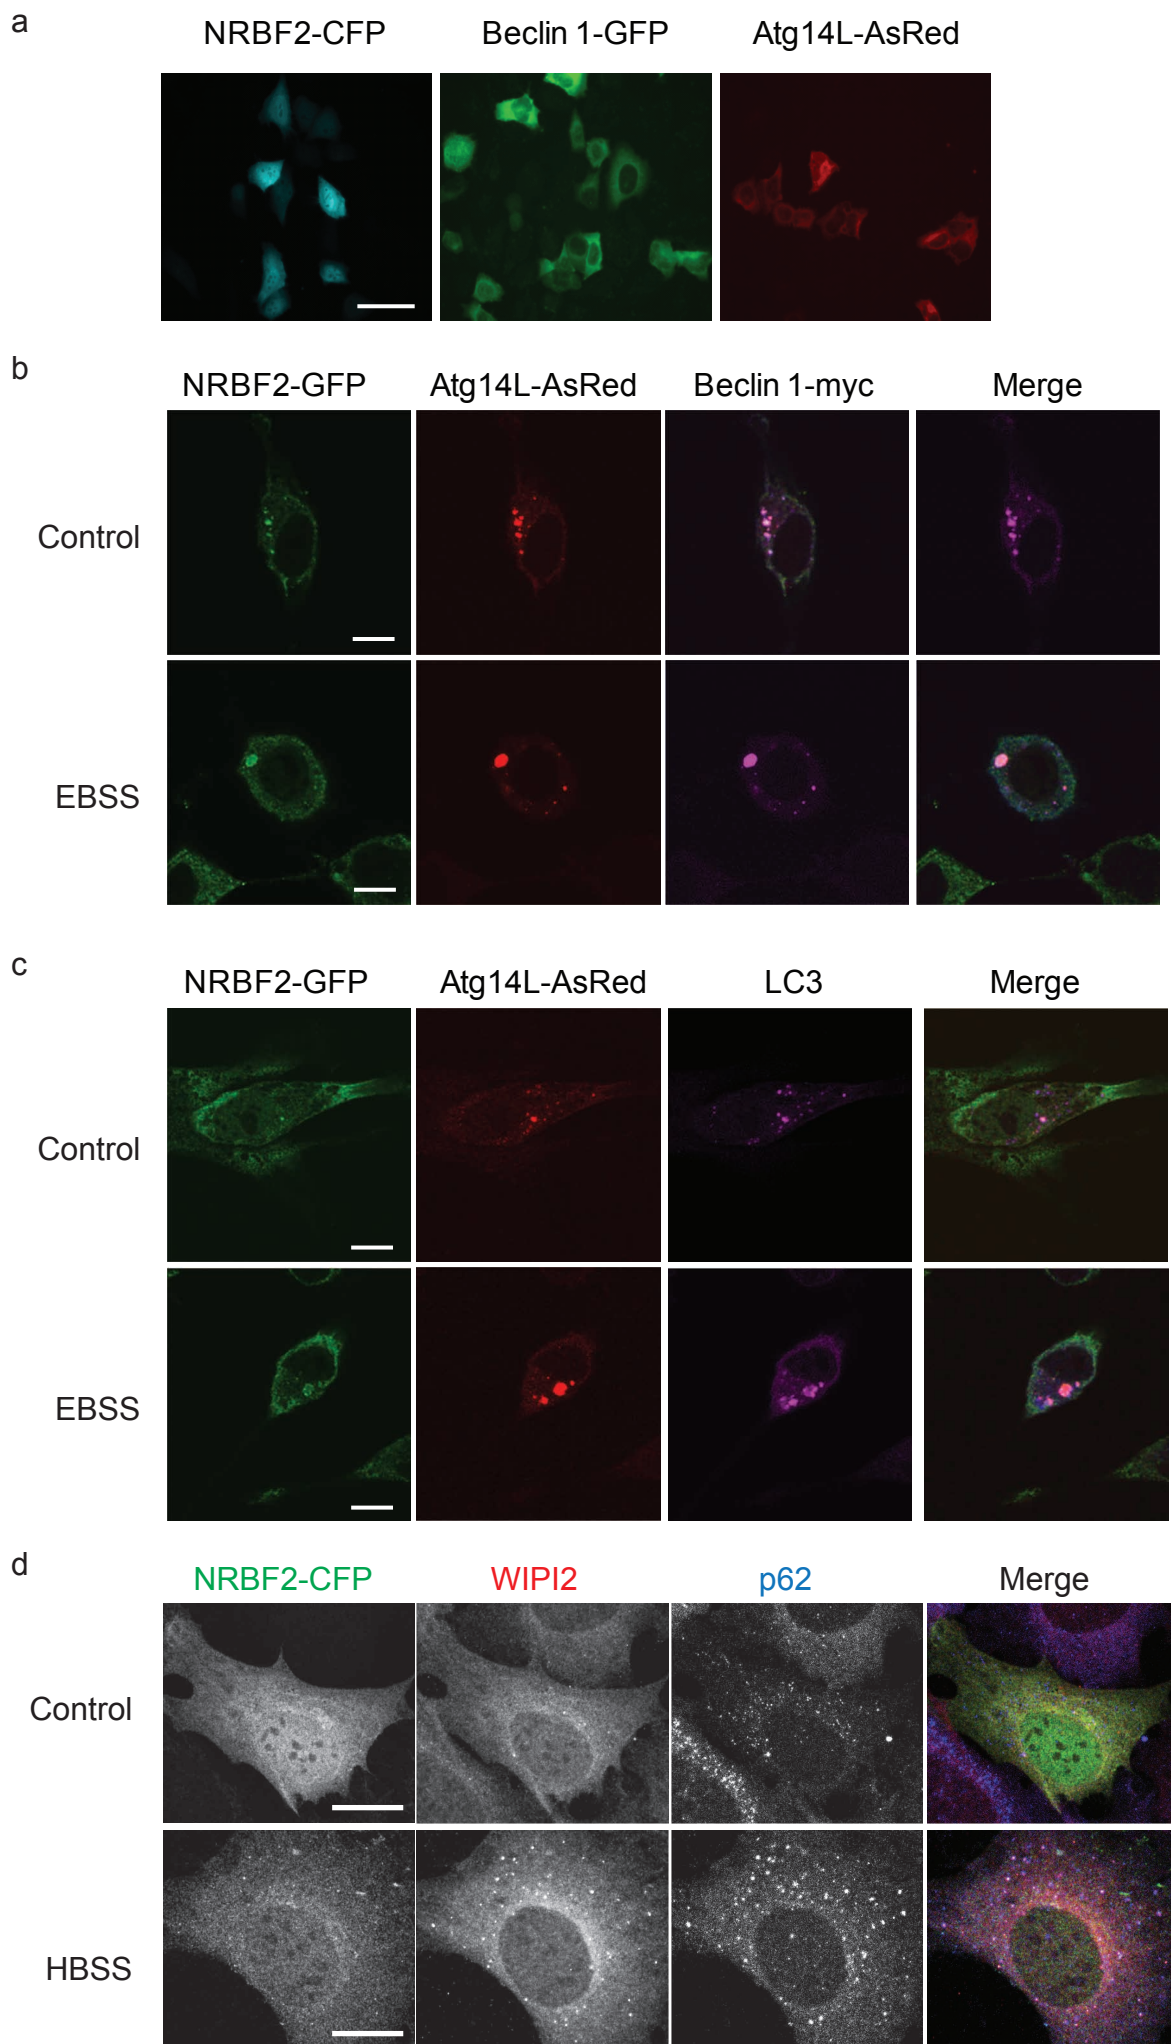 a
NRBF2-CFP Beclin 1-GFP Atg14L-AsRed
b
NRBF2-GFP Atg14L-AsRed Beclin 1-myc Merge
Control
EBSS
c
NRBF2-GFP Atg14L-AsRed LC3 Merge
Control
EBSS
d
NRBF2-CFP WIPI2 p62 Merge
Control
HBSS